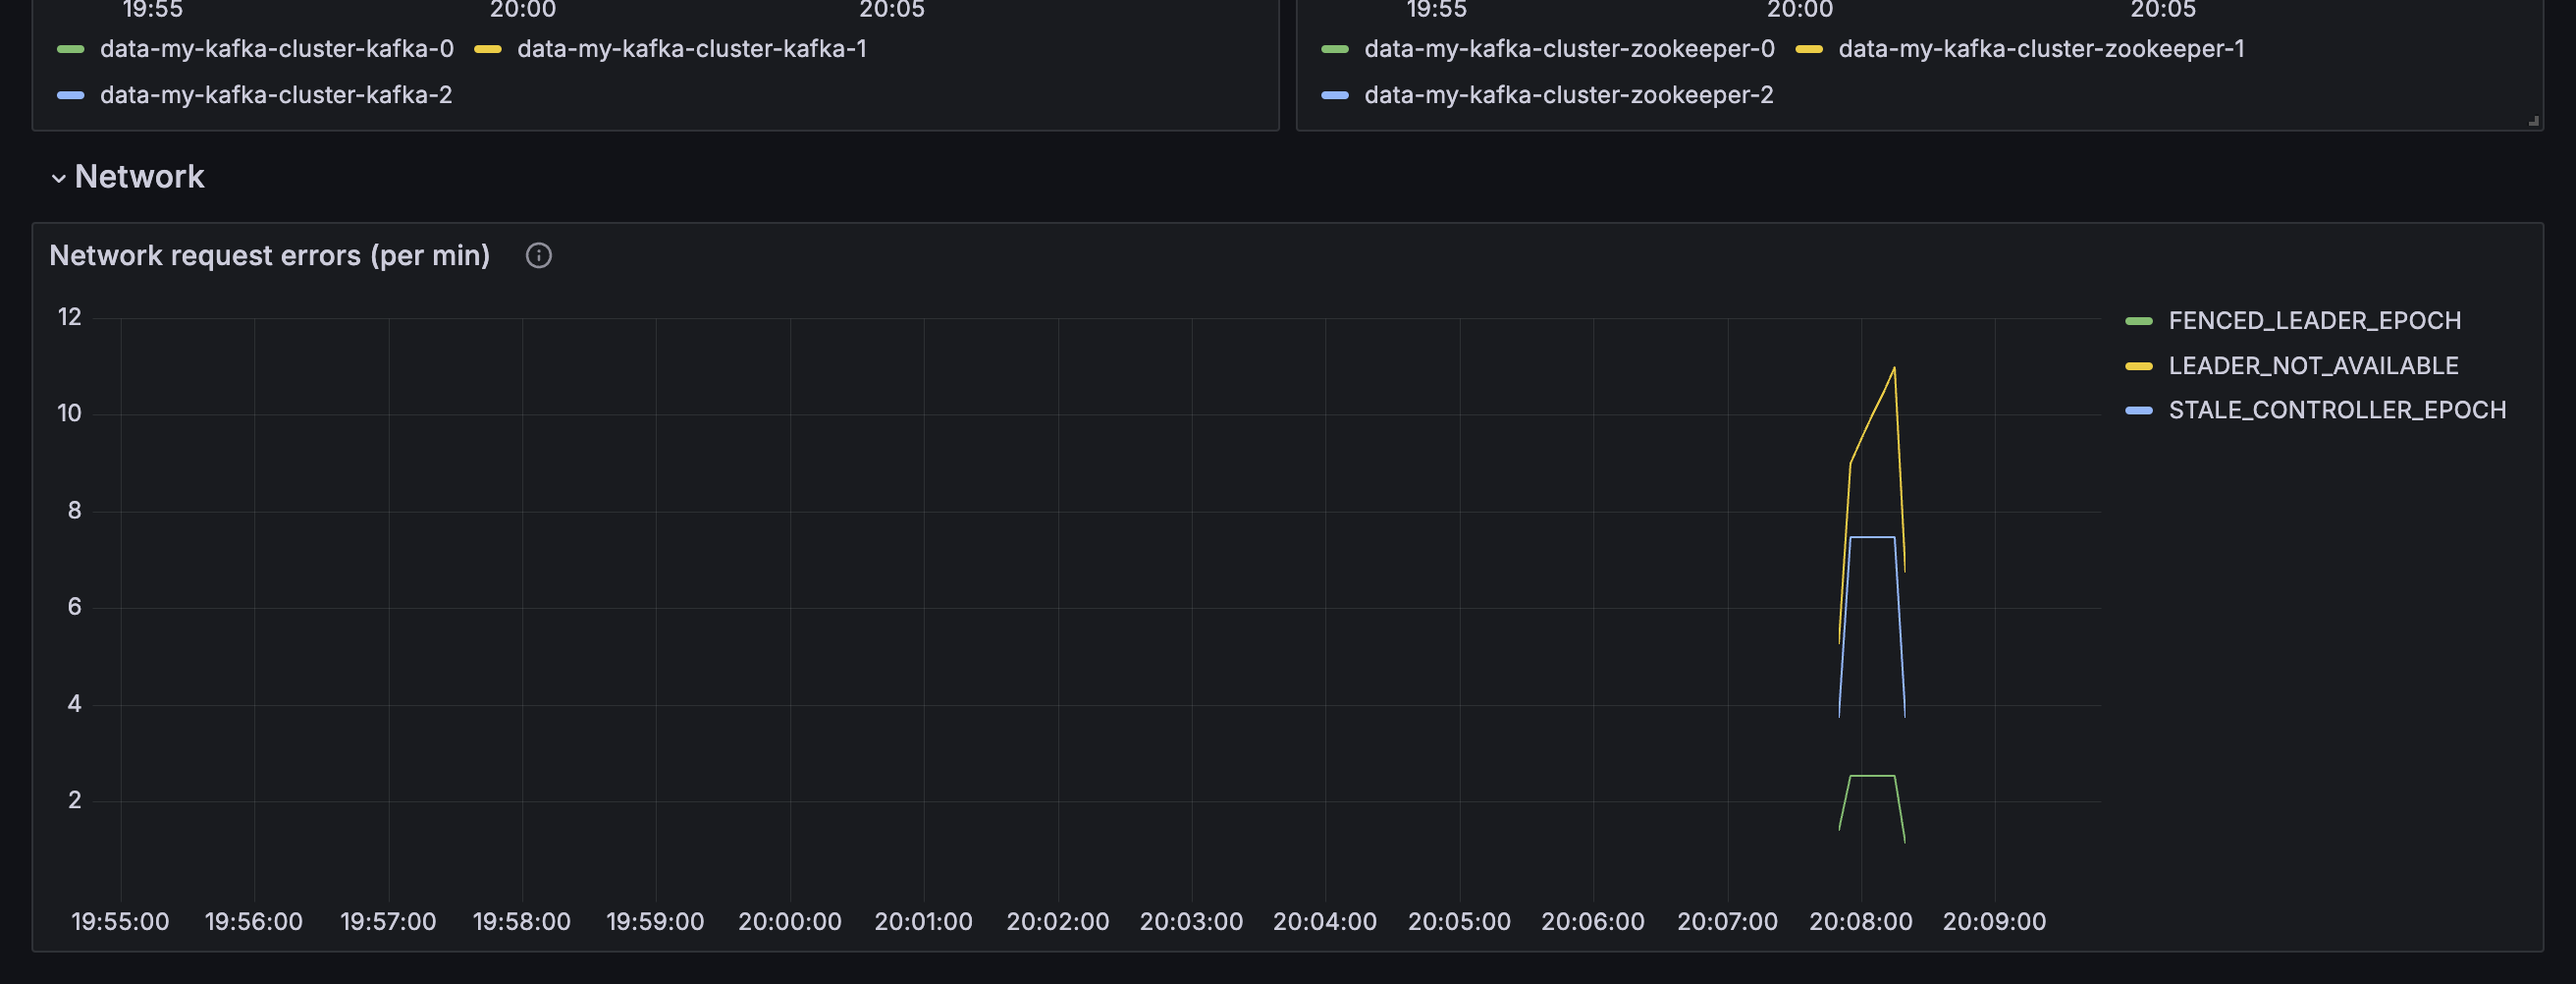 19:55 20:00 20:05
data-my-kafka-cluster-kafka-0 data-my-kafka-cluster-kafka-1
data-my-kafka-cluster-kafka-2
19:55 20:00 20:05
data-my-kafka-cluster-zookeeper-0 data-my-kafka-cluster-zookeeper-1
data-my-kafka-cluster-zookeeper-2
Network
Network request errors (per min)
12
10
8
6
4
2
19:55:00 19:56:00 19:57:00 19:58:00 19:59:00 20:00:00 20:01:00 20:02:00 20:03:00 20:04:00 20:05:00 20:06:00 20:07:00 20:08:00 20:09:00
FENCED_LEADER_EPOCH
LEADER_NOT_AVAILABLE
STALE_CONTROLLER_EPOCH